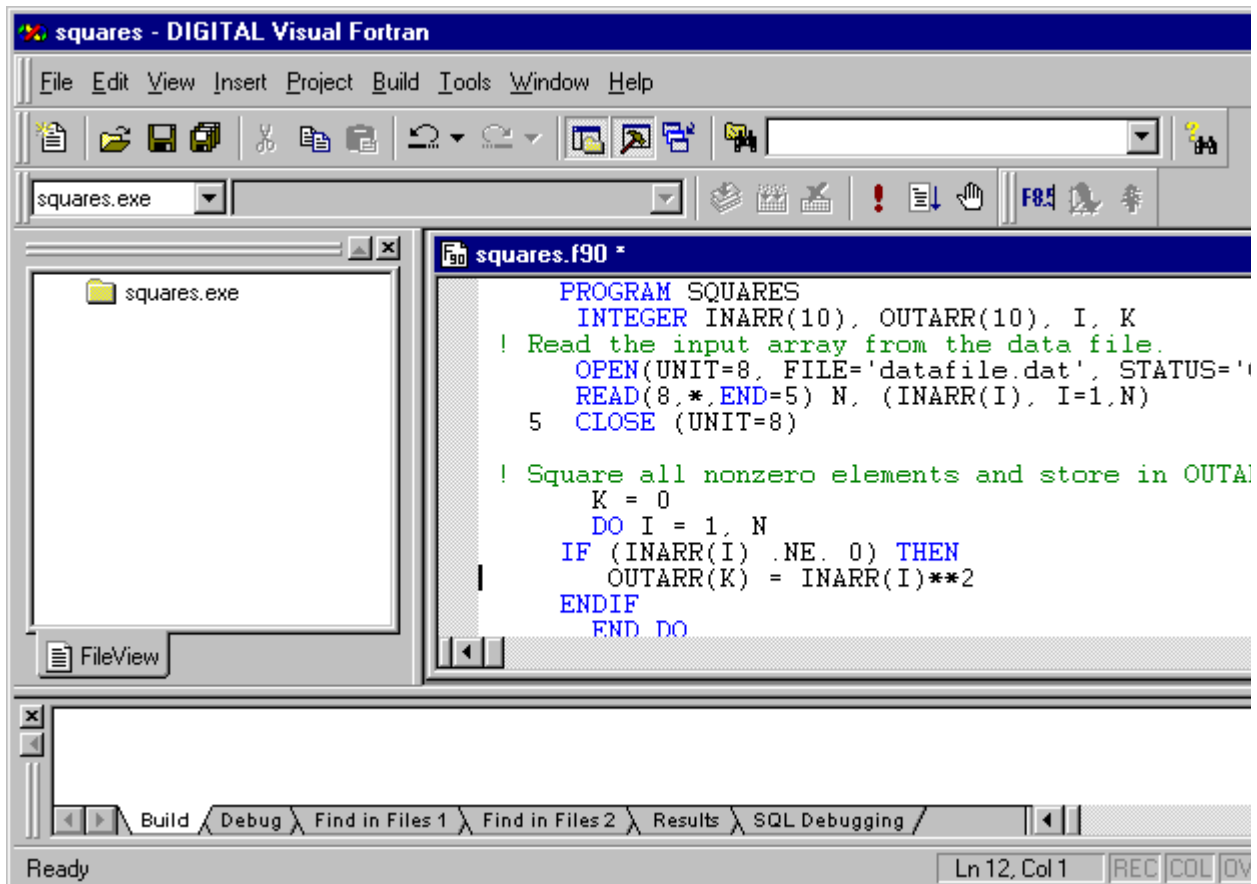 squares - DIGITAL Visual Fortran
File Edit View Insert Project Build Tools Window Help
squares.exe
F8.5
squares.exe
FileView
F90 squares.f90 *
PROGRAM SQUARES
INTEGER INARR(10), OUTARR(10), I, K
! Read the input array from the data file.
OPEN(UNIT=8, FILE='datafile.dat', STATUS='
READ(8,*,END=5) N, (INARR(I), I=1,N)
5 CLOSE (UNIT=8)
! Square all nonzero elements and store in OUTA
K = 0
DO I = 1, N
IF (INARR(I) .NE. 0) THEN
OUTARR(K) = INARR(I)**2
ENDIF
END DO
Build Debug Find in Files 1 Find in Files 2 Results SQL Debugging
Ready Ln 12, Col 1 REC COL OV